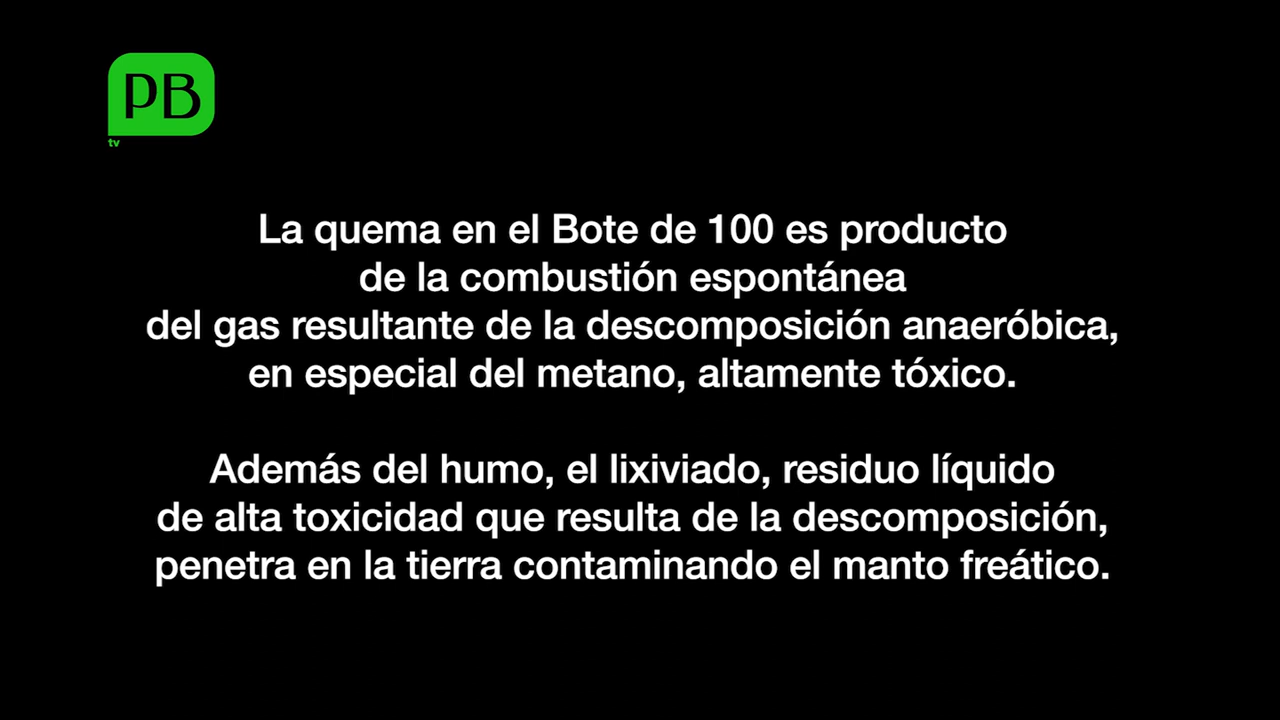 PB
tv
La quema en el Bote de 100 es producto
de la combustión espontánea
del gas resultante de la descomposición anaeróbica,
en especial del metano, altamente tóxico.
Además del humo, el lixiviado, residuo líquido
de alta toxicidad que resulta de la descomposición,
penetra en la tierra contaminando el manto freático.